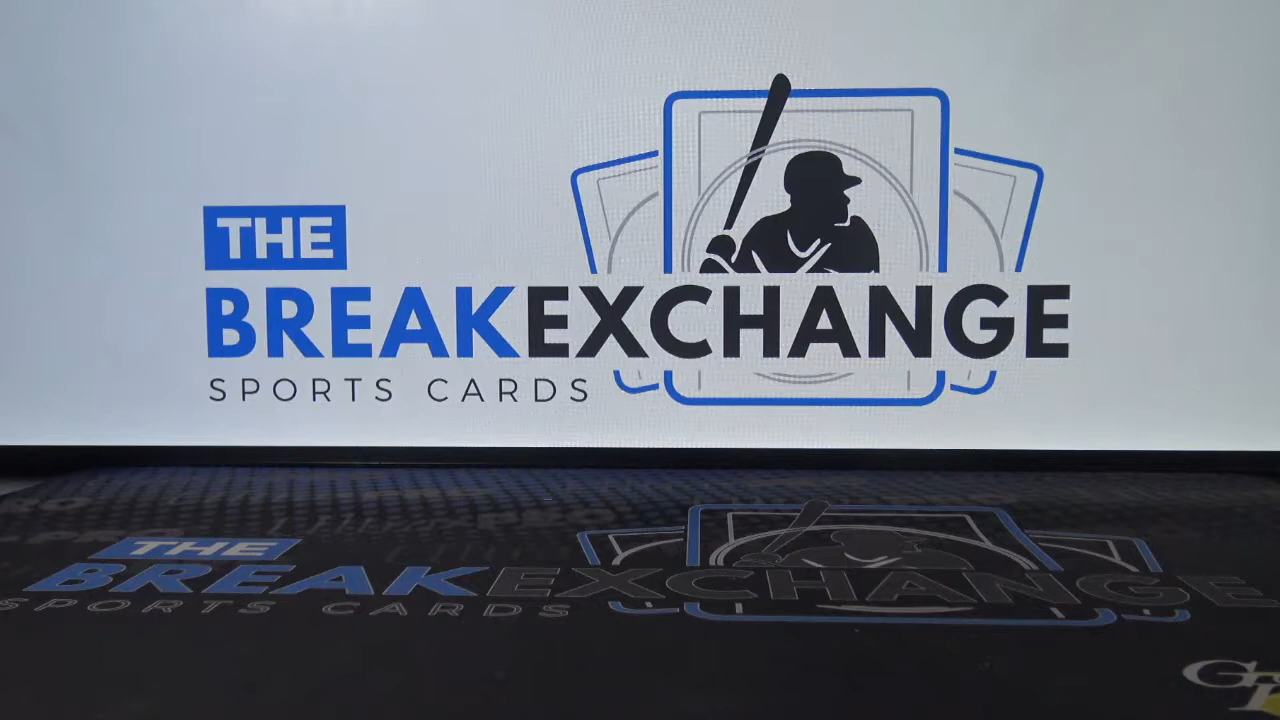 THE
BREAKEXCHANGE
SPORTS CARDS
THE
BREAKEXCHANGE
SPORTS CARDS